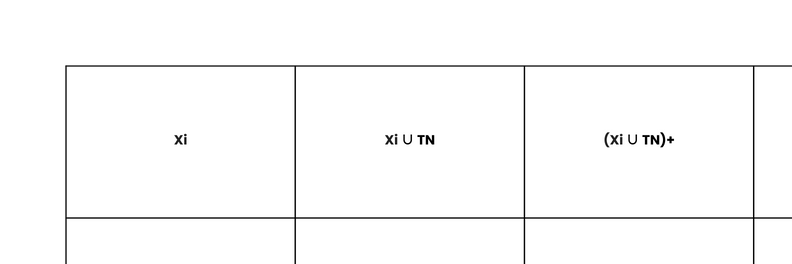 Xi
Xi ∪ TN
(Xi ∪ TN)+